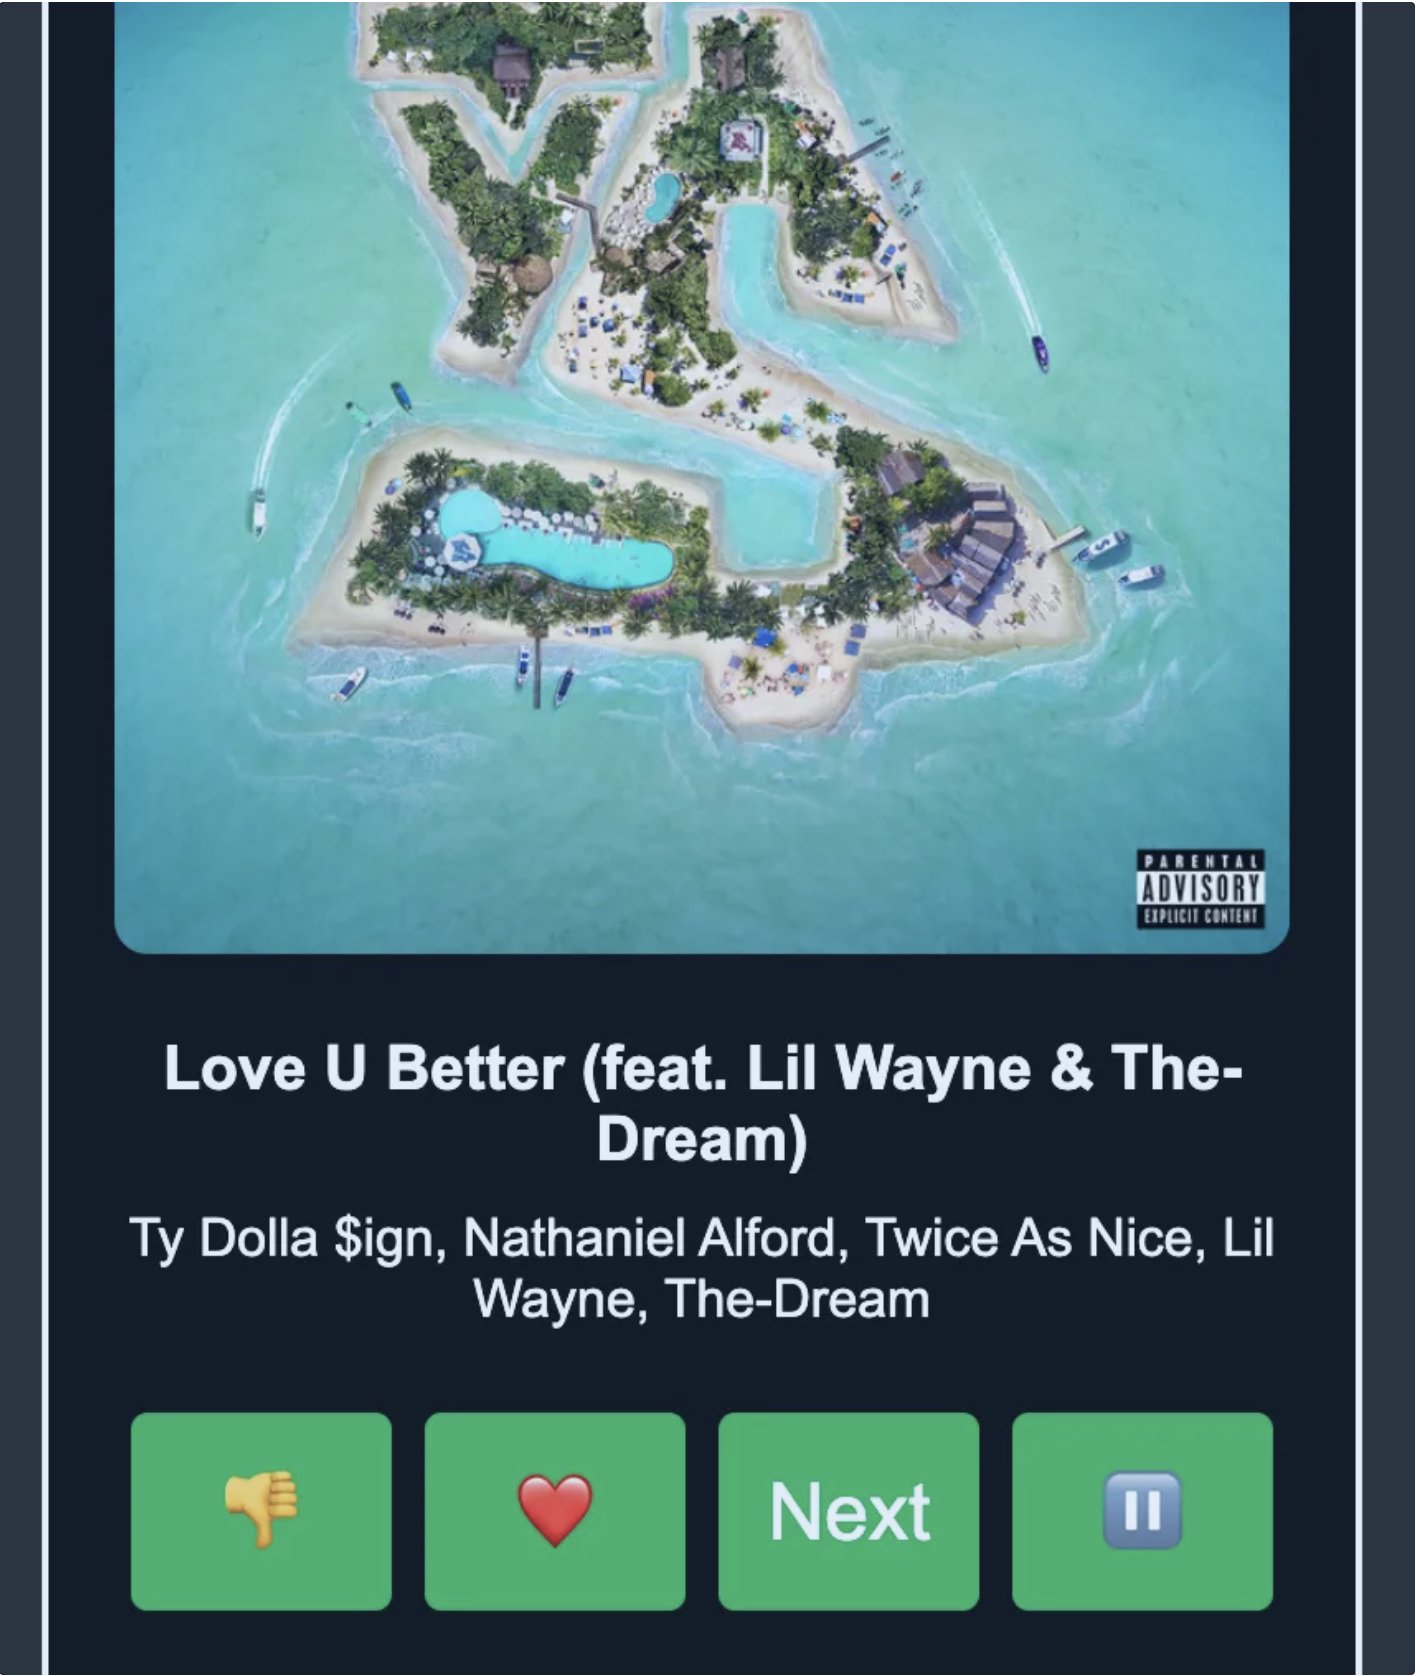 PARENTAL
ADVISORY
EXPLICIT CONTENT
Love U Better (feat. Lil Wayne & The-
Dream)
Ty Dolla $ign, Nathaniel Alford, Twice As Nice, Lil
Wayne, The-Dream
Next